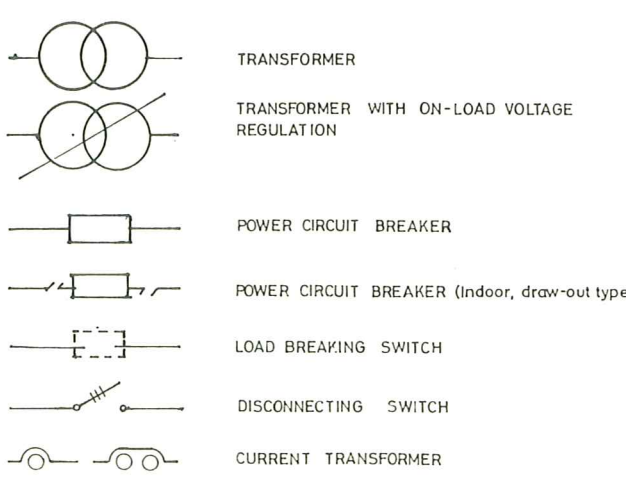 TRANSFORMER
TRANSFORMER WITH ON-LOAD VOLTAGE
REGULATION
POWER CIRCUIT BREAKER
POWER CIRCUIT BREAKER (Indoor, draw-out type
LOAD BREAKING SWITCH
DISCONNECTING SWITCH
CURRENT TRANSFORMER